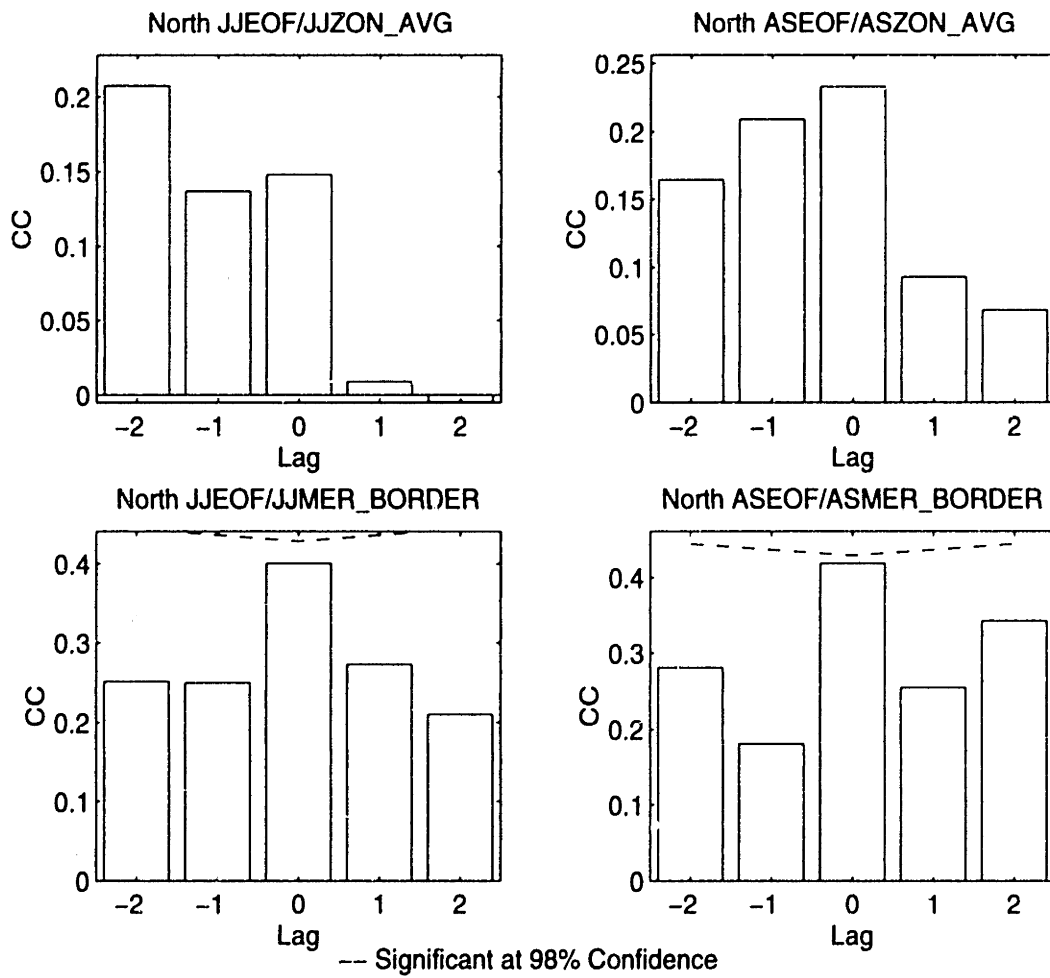 North JJEOF/JJZON_AVG
CC
0.2
0.15
0.1
0.05
0
-2 -1 0 1 2
Lag
North ASEOF/ASZON_AVG
CC
0.25
0.2
0.15
0.1
0.05
0
-2 -1 0 1 2
Lag
North JJEOF/JJMER_BORDER
CC
0.4
0.3
0.2
0.1
0
-2 -1 0 1 2
Lag
North ASEOF/ASMER_BORDER
CC
0.4
0.3
0.2
0.1
0
-2 -1 0 1 2
Lag
-- Significant at 98% Confidence